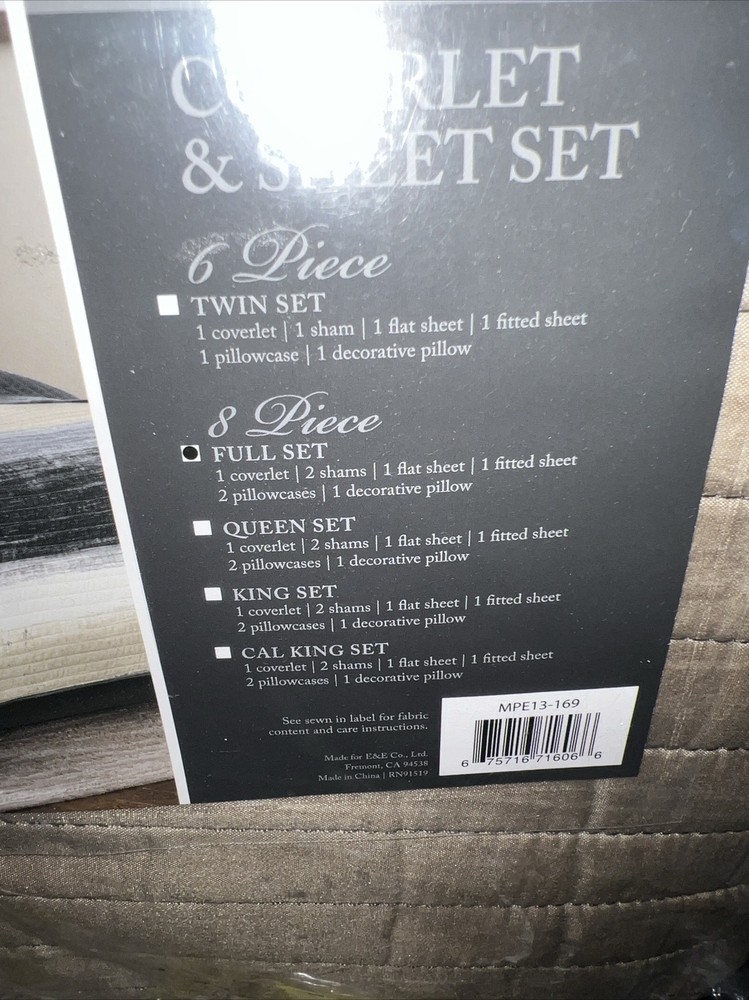 RLET
& SET
6 Piece
TWIN SET
1 coverlet | 1 sham | 1 flat sheet | 1 fitted sheet
1 pillowcase | 1 decorative pillow
8 Piece
FULL SET
1 coverlet | 2 shams | 1 flat sheet | 1 fitted sheet
2 pillowcases | 1 decorative pillow
QUEEN SET
1 coverlet | 2 shams | 1 flat sheet | 1 fitted sheet
2 pillowcases | 1 decorative pillow
KING SET
1 coverlet | 2 shams | 1 flat sheet | 1 fitted sheet
2 pillowcases | 1 decorative pillow
CAL KING SET
1 coverlet | 2 shams | 1 flat sheet | 1 fitted sheet
2 pillowcases | 1 decorative pillow
See sewn in label for fabric
content and care instructions.
Made for E&E Co., Ltd.
Fremont, CA 94538
Made in China | RN91519
MPE13-169
6 75716 71606 6